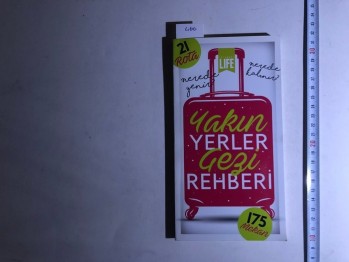 21
Rota
LIFE
nerede
yenir?
nerede
kalınır?
Yakın
YERLER
Gezi
REHBERİ
175
Mekan